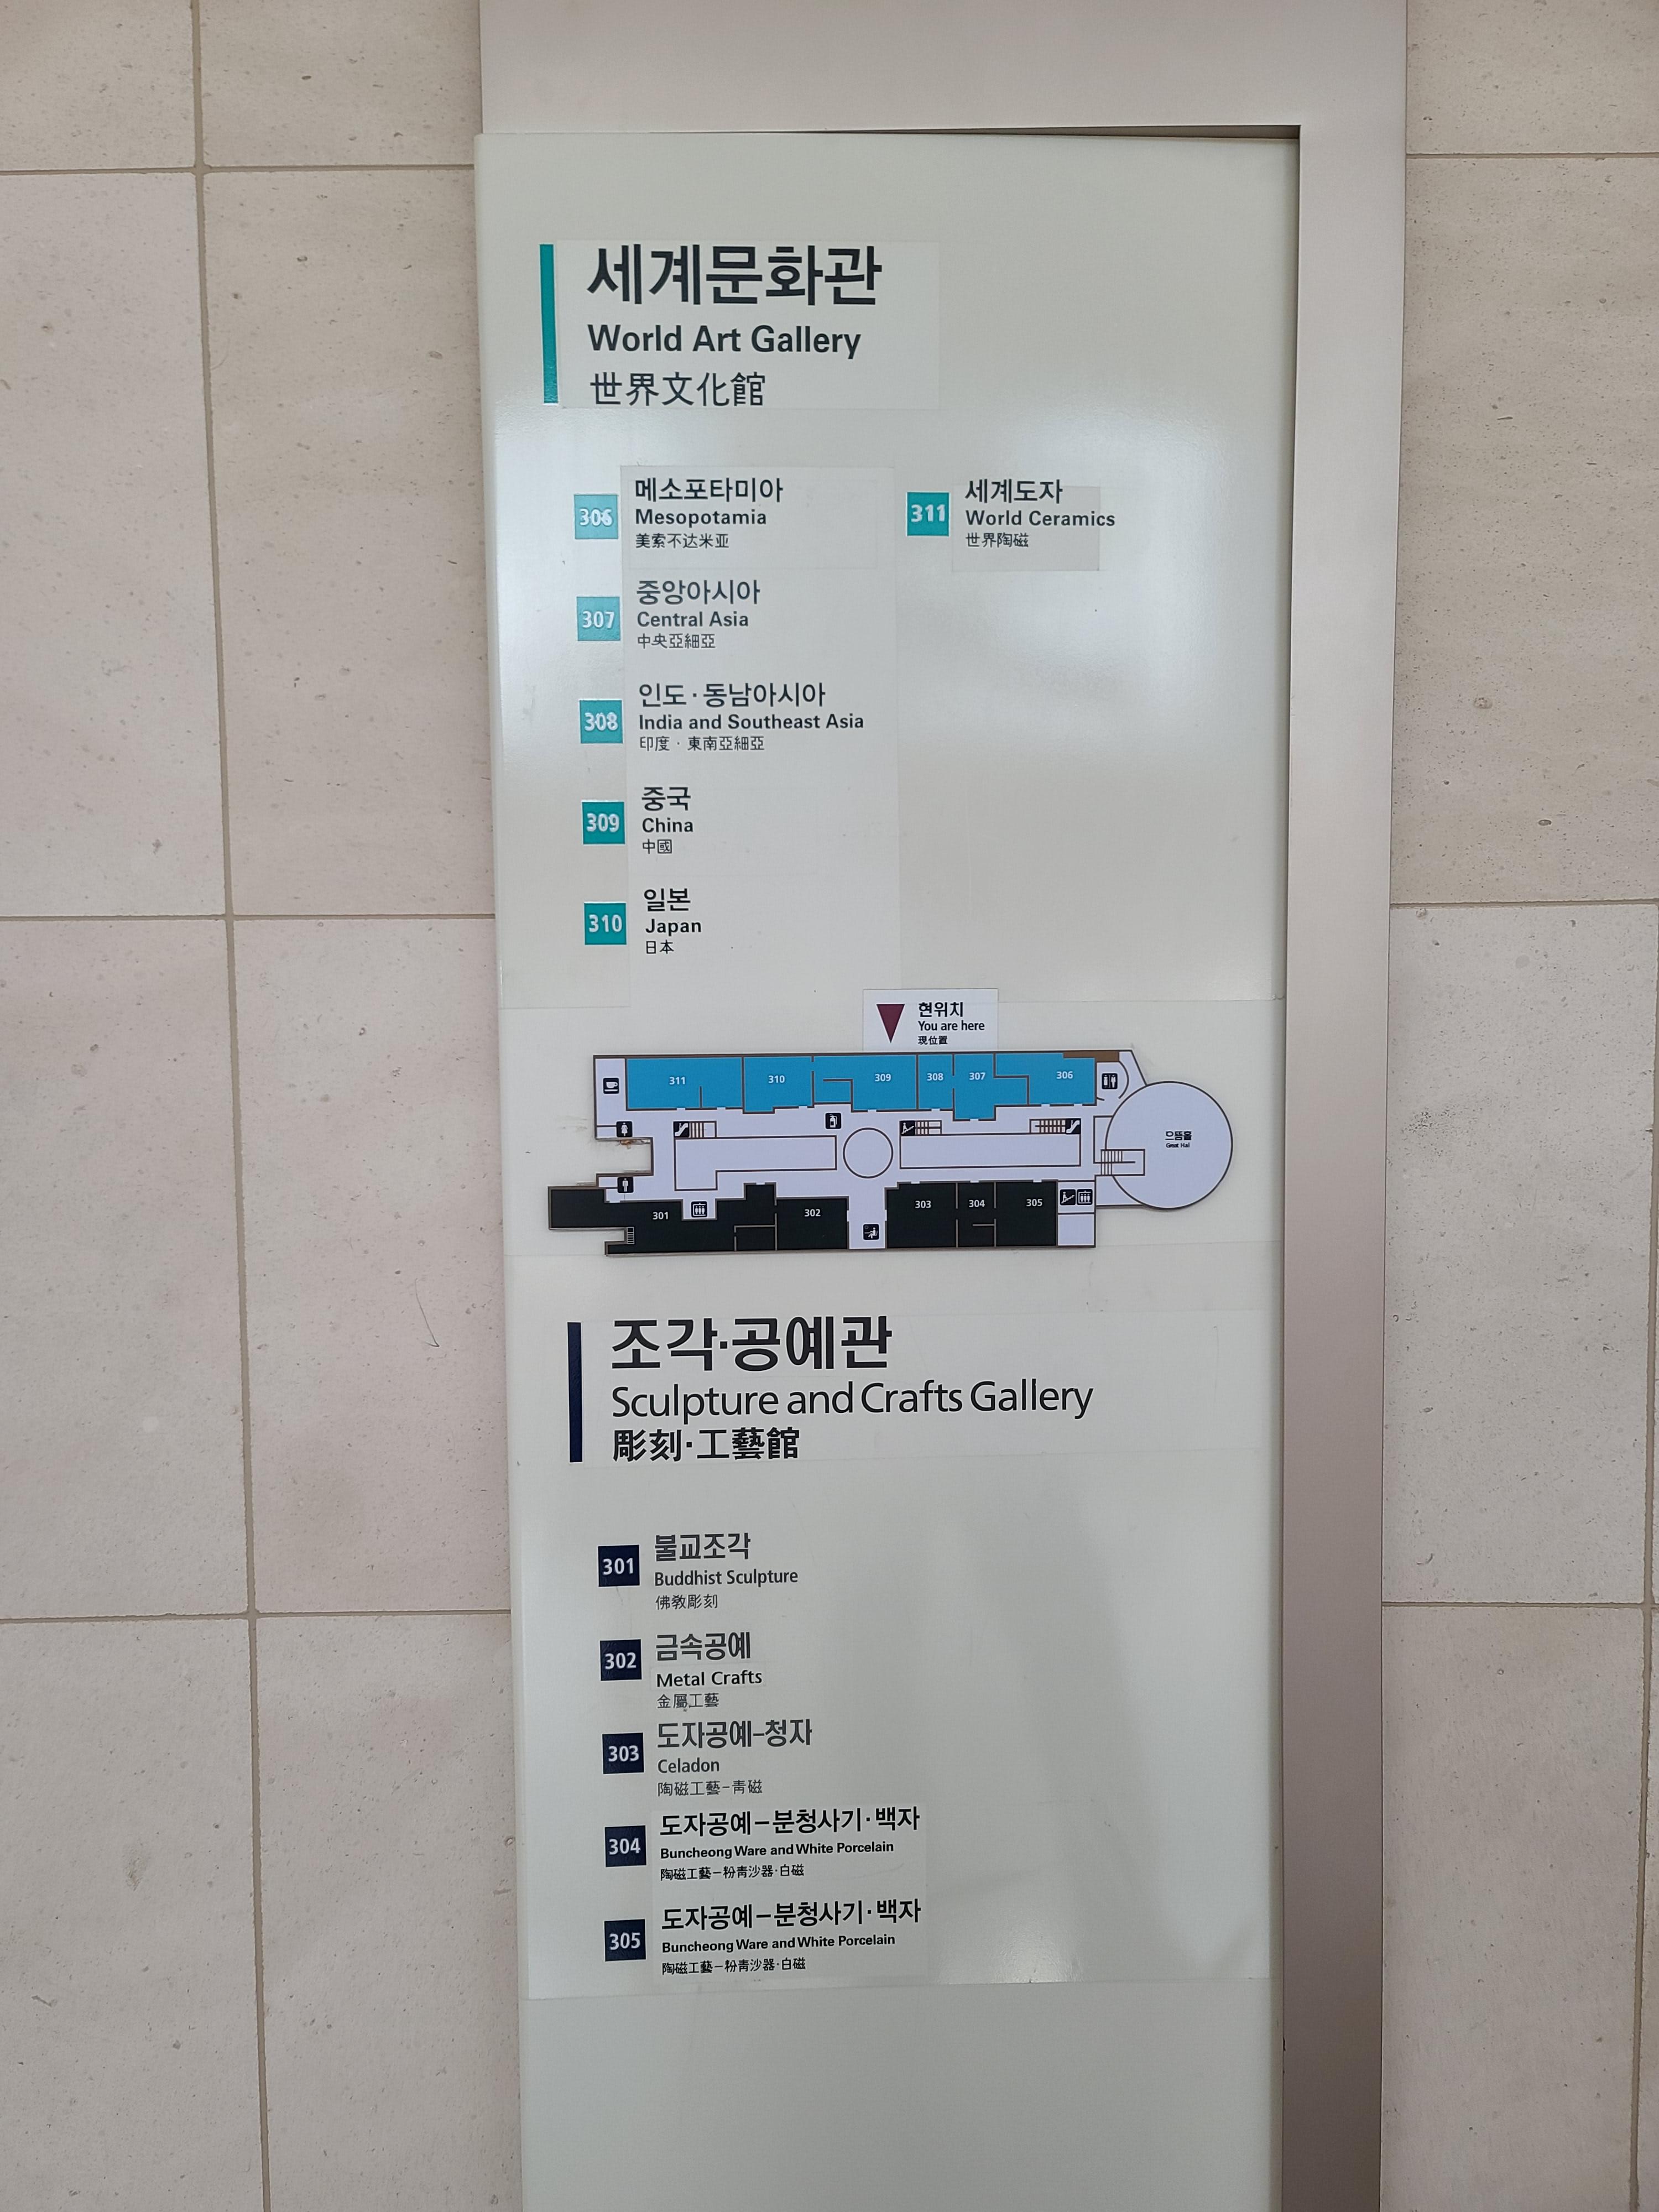 세계문화관
World Art Gallery
世界文化館
306
메소포타미아
Mesopotamia
美索不达米亚
311
세계도자
World Ceramics
世界陶磁
307
중앙아시아
Central Asia
中央亞細亞
308
인도·동남아시아
India and Southeast Asia
印度·東南亞細亞
309
중국
China
中國
310
일본
Japan
日本
현위치
You are here
現位置
311 310 309 308 307 306
으뜸홀
Great Hall
301 302 303 304 305
조각·공예관
Sculpture and Crafts Gallery
彫刻·工藝館
301
불교조각
Buddhist Sculpture
佛教彫刻
302
금속공예
Metal Crafts
金屬工藝
303
도자공예-청자
Celadon
陶磁工藝-靑磁
304
도자공예-분청사기·백자
Buncheong Ware and White Porcelain
陶磁工藝-粉靑沙器·白磁
305
도자공예-분청사기·백자
Buncheong Ware and White Porcelain
陶磁工藝-粉靑沙器·白磁